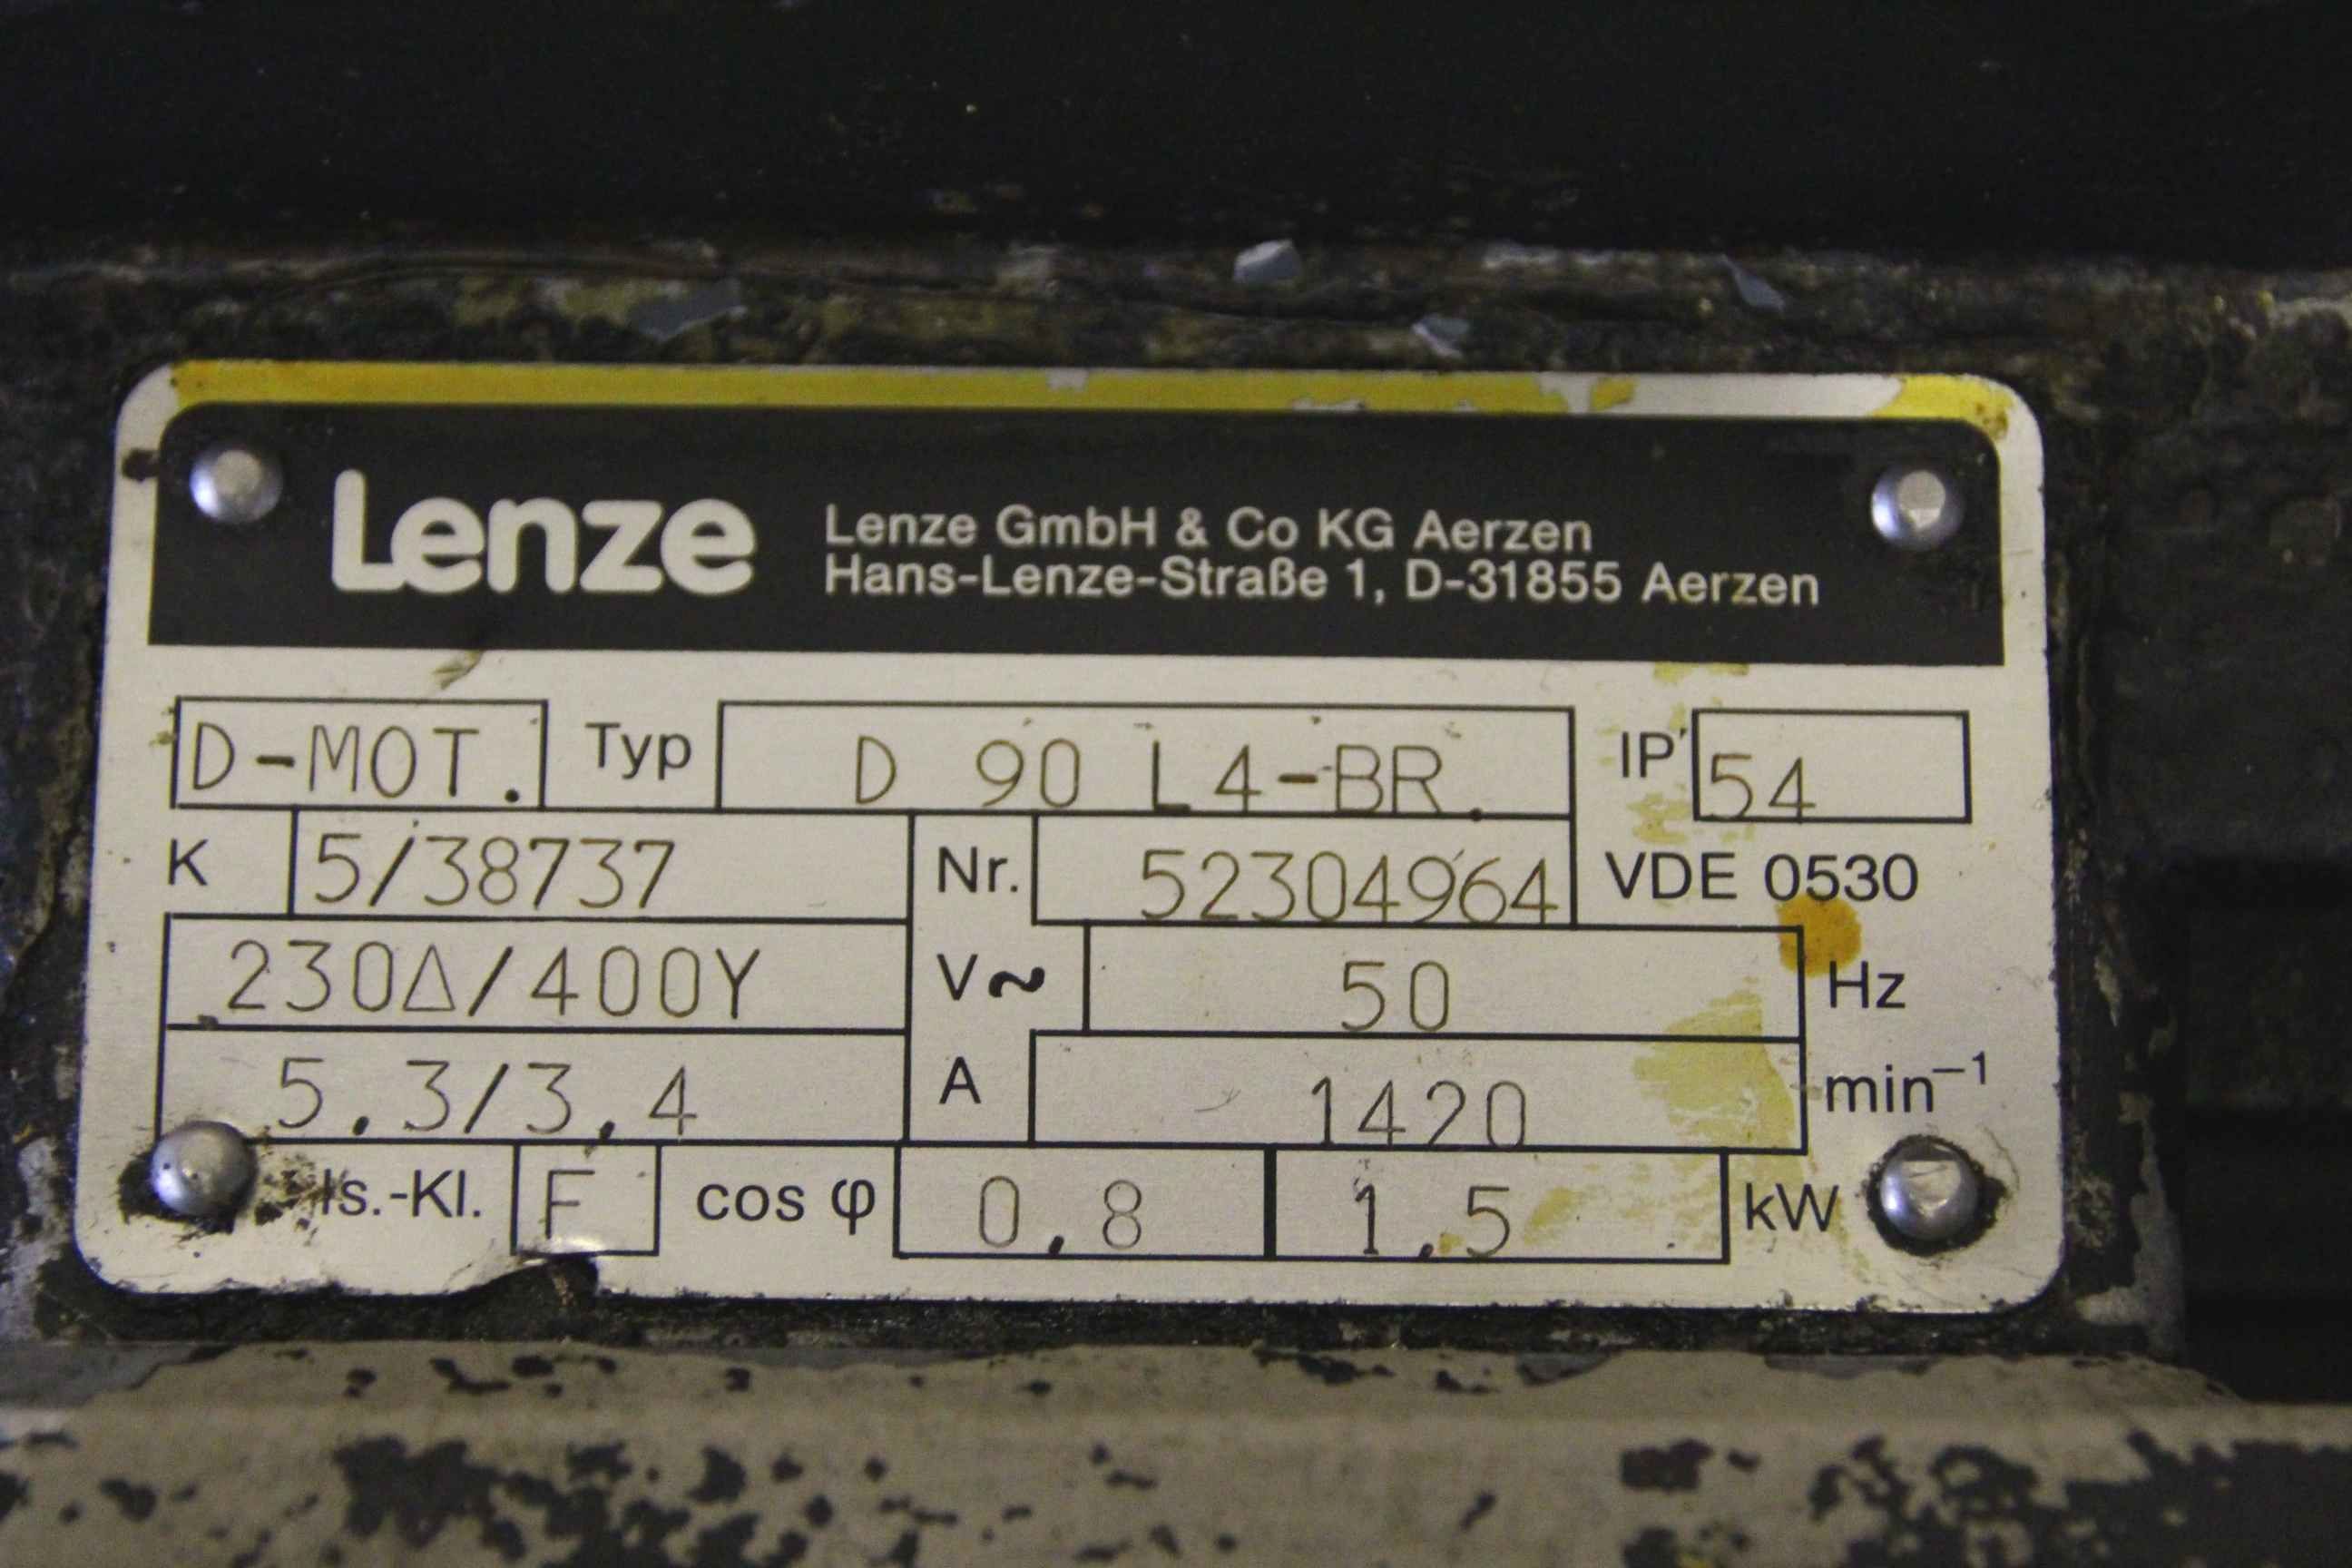 Lenze
Lenze GmbH & Co KG Aerzen
Hans-Lenze-Straße 1, D-31855 Aerzen
D-MOT. Typ D 90 L4-BR. IP 54
K 5/38737 Nr. 52304964 VDE 0530
230Δ/400Y V~ 50 Hz
5.3/3.4 A 1420 min⁻¹
Is.-Kl. F cos φ 0,8 1.5 kW